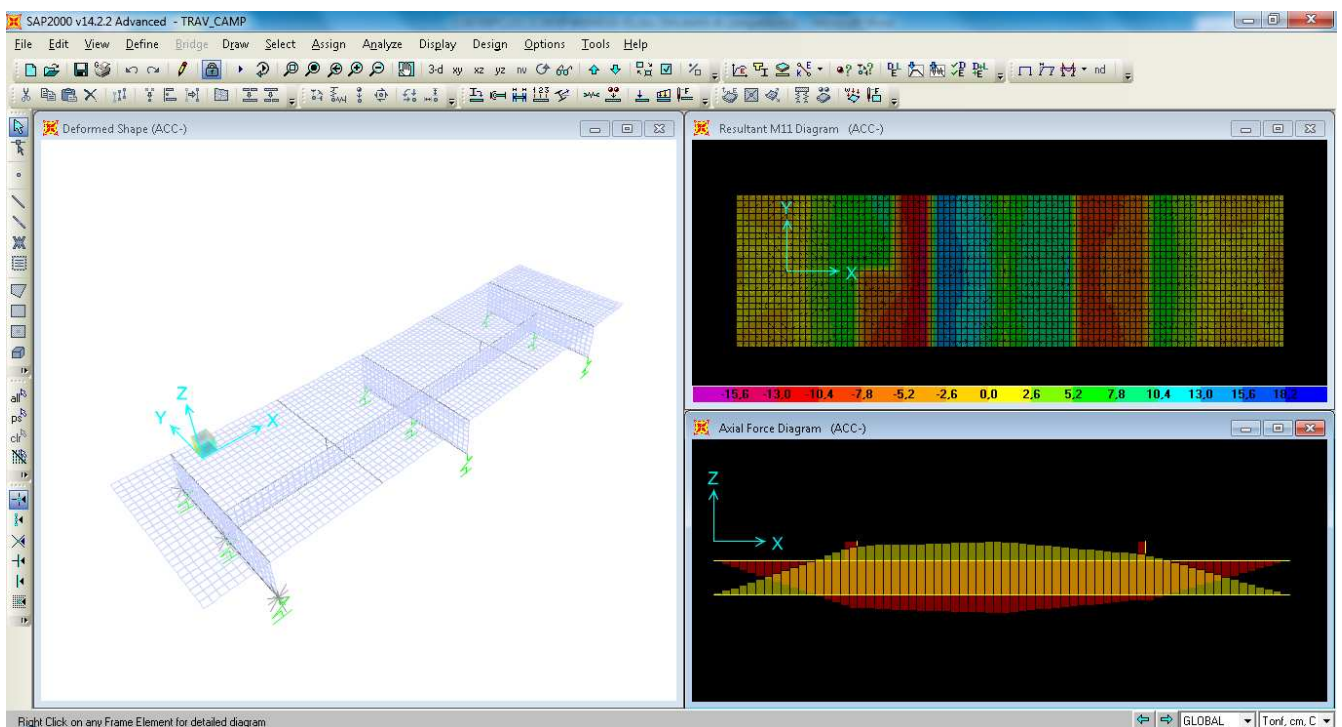 SAP2000 v14.2.2 Advanced - TRAV_CAMP
File Edit View Define Bridge Draw Select Assign Analyze Display Design Options Tools Help
3-d xy xz yz nv
nd
Deformed Shape (ACC-)
Resultant M11 Diagram (ACC-)
Y
X
Z
Y
X
-15,6 -13,0 -10,4 -7,8 -5,2 -2,6 0,0 2,6 5,2 7,8 10,4 13,0 15,6 18,2
Axial Force Diagram (ACC-)
Z
X
all
ps
clr
Right Click on any Frame Element for detailed diagram
GLOBAL
Tonf, cm, C